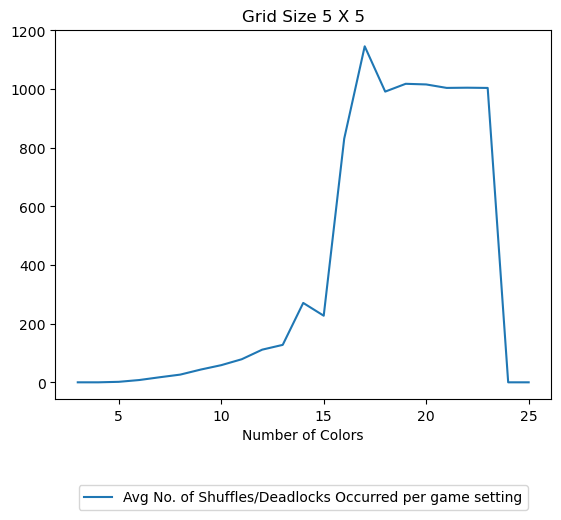 Grid Size 5 X 5
1200
1000
800
600
400
200
0
5 10 15 20 25
Number of Colors
Avg No. of Shuffles/Deadlocks Occurred per game setting